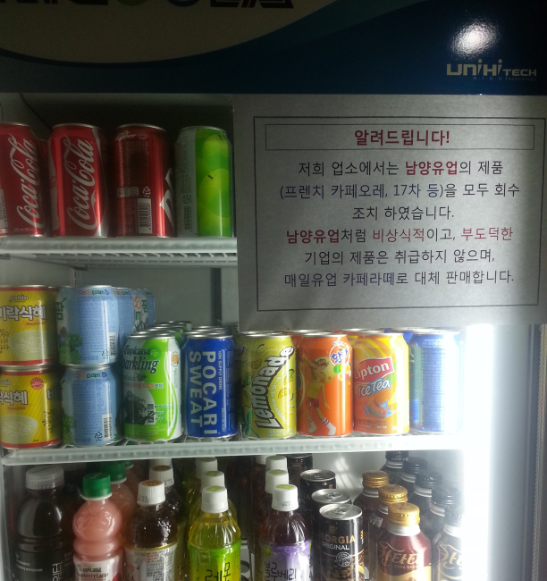 UNIHITECH
알려드립니다!
저희 업소에서는 남양유업의 제품
(프렌치 카페오레, 17차 등)을 모두 회수
조치 하였습니다.
남양유업처럼 비상식적이고, 부도덕한
기업의 제품은 취급하지 않으며,
매일유업 카페라떼로 대체 판매합니다.
Coca-Cola
Coca-Cola
POCARI
SWEAT
Lemonade
Lipton
Ice Tea
ORGIA
ORIGINAL
레몬